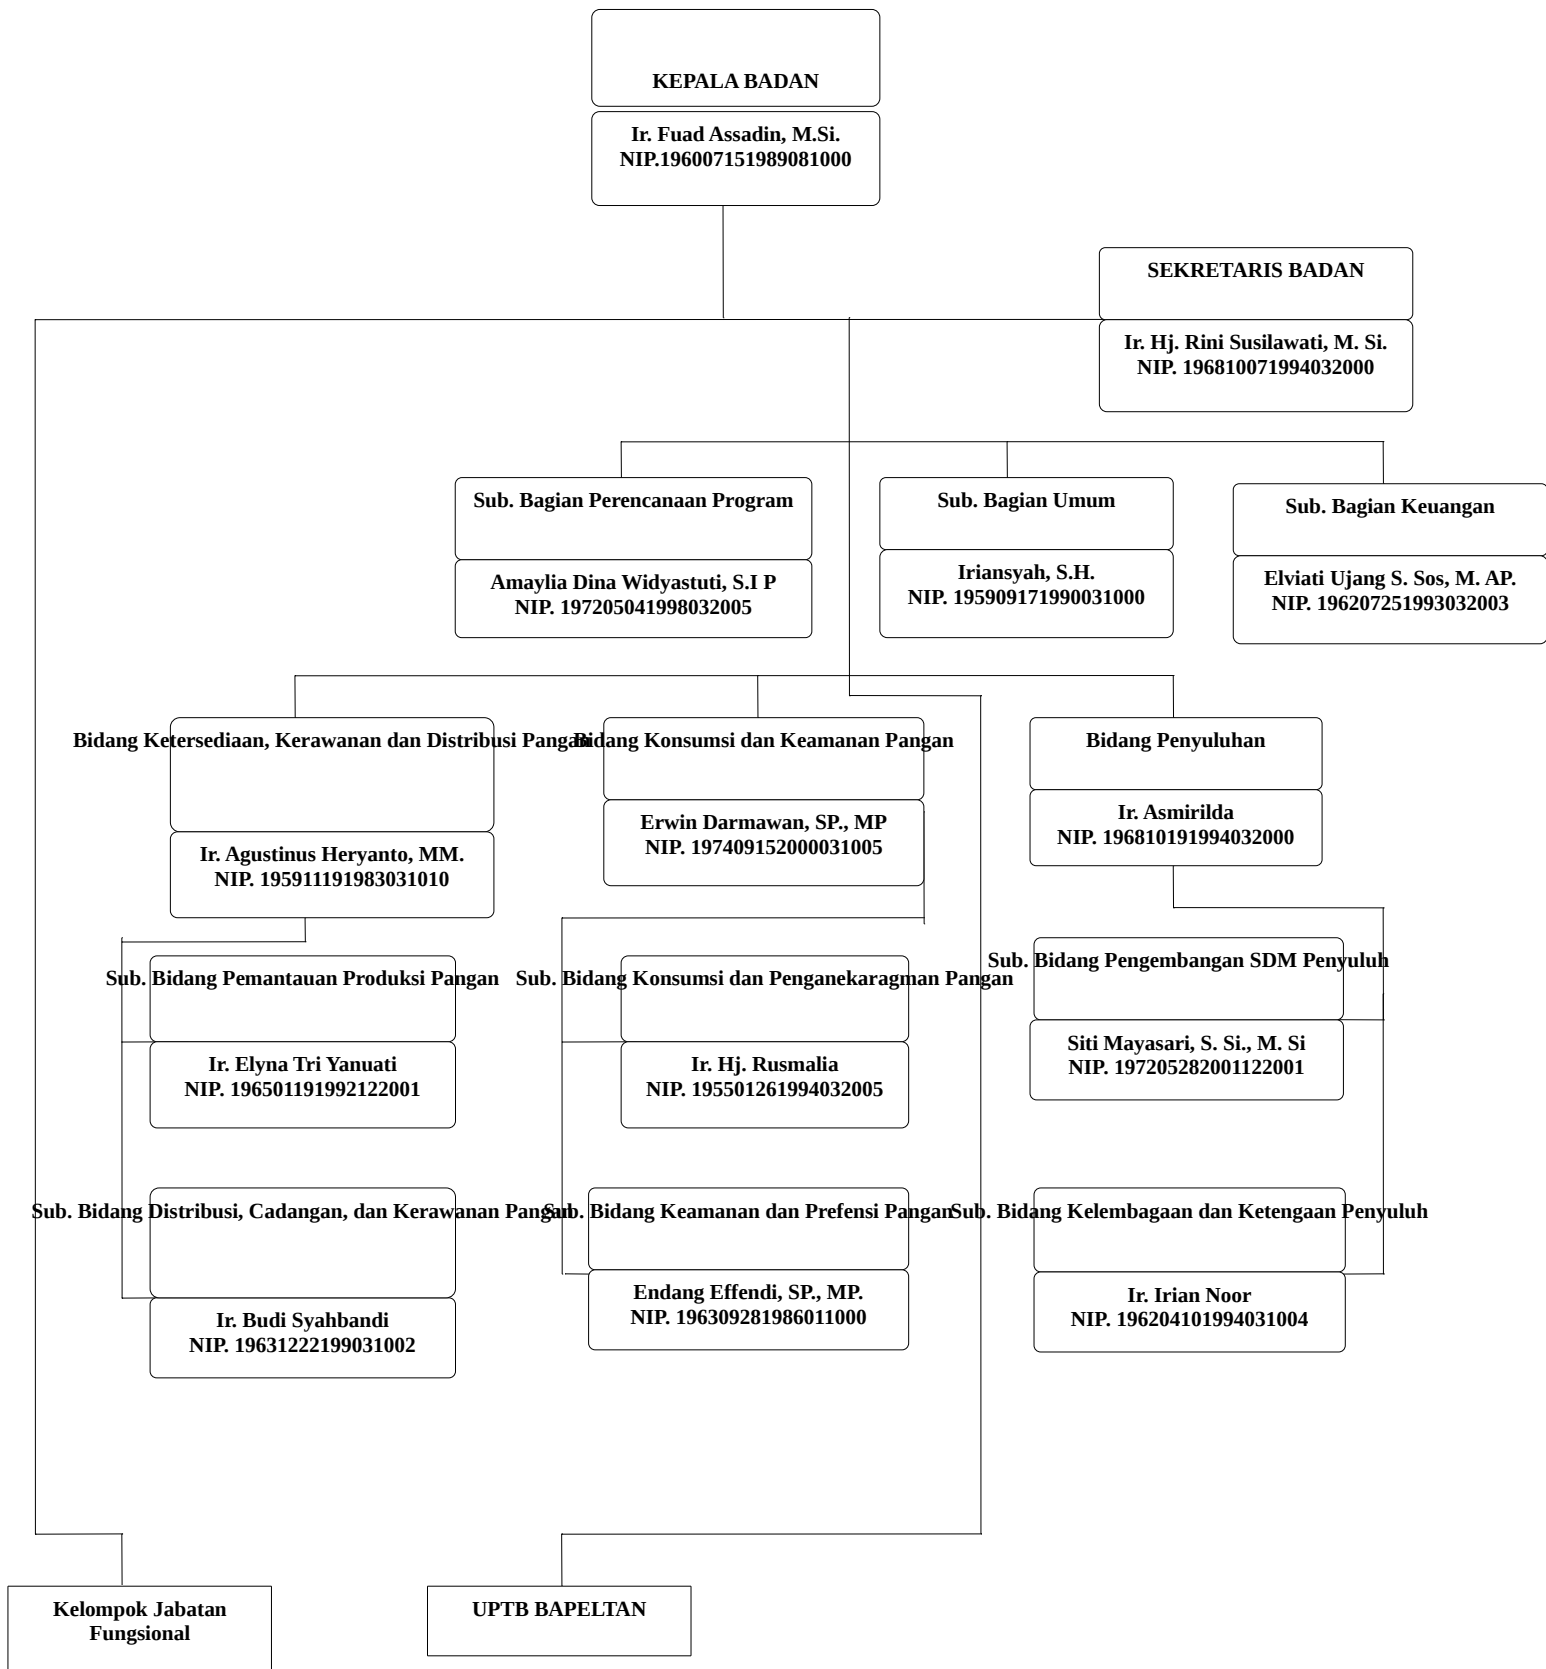 KEPALA BADAN
Ir. Fuad Assadin, M.Si.
NIP.196007151989081000
SEKRETARIS BADAN
Ir. Hj. Rini Susilawati, M. Si.
NIP. 196810071994032000
Sub. Bagian Perencanaan Program
Amaylia Dina Widyastuti, S.I P
NIP. 197205041998032005
Sub. Bagian Umum
Iriansyah, S.H.
NIP. 195909171990031000
Sub. Bagian Keuangan
Elviati Ujang S. Sos, M. AP.
NIP. 196207251993032003
Bidang Ketersediaan, Kerawanan dan Distribusi Pangan
Ir. Agustinus Heryanto, MM.
NIP. 195911191983031010
Bidang Konsumsi dan Keamanan Pangan
Erwin Darmawan, SP., MP
NIP. 197409152000031005
Bidang Penyuluhan
Ir. Asmirilda
NIP. 196810191994032000
Sub. Bidang Pemantauan Produksi Pangan
Ir. Elyna Tri Yanuati
NIP. 196501191992122001
Sub. Bidang Konsumsi dan Penganekaragman Pangan
Ir. Hj. Rusmalia
NIP. 195501261994032005
Sub. Bidang Pengembangan SDM Penyuluh
Siti Mayasari, S. Si., M. Si
NIP. 197205282001122001
Sub. Bidang Distribusi, Cadangan, dan Kerawanan Pangan
Ir. Budi Syahbandi
NIP. 19631222199031002
Sub. Bidang Keamanan dan Prefensi Pangan
Endang Effendi, SP., MP.
NIP. 196309281986011000
Sub. Bidang Kelembagaan dan Ketengaan Penyuluh
Ir. Irian Noor
NIP. 196204101994031004
Kelompok Jabatan
Fungsional
UPTB BAPELTAN